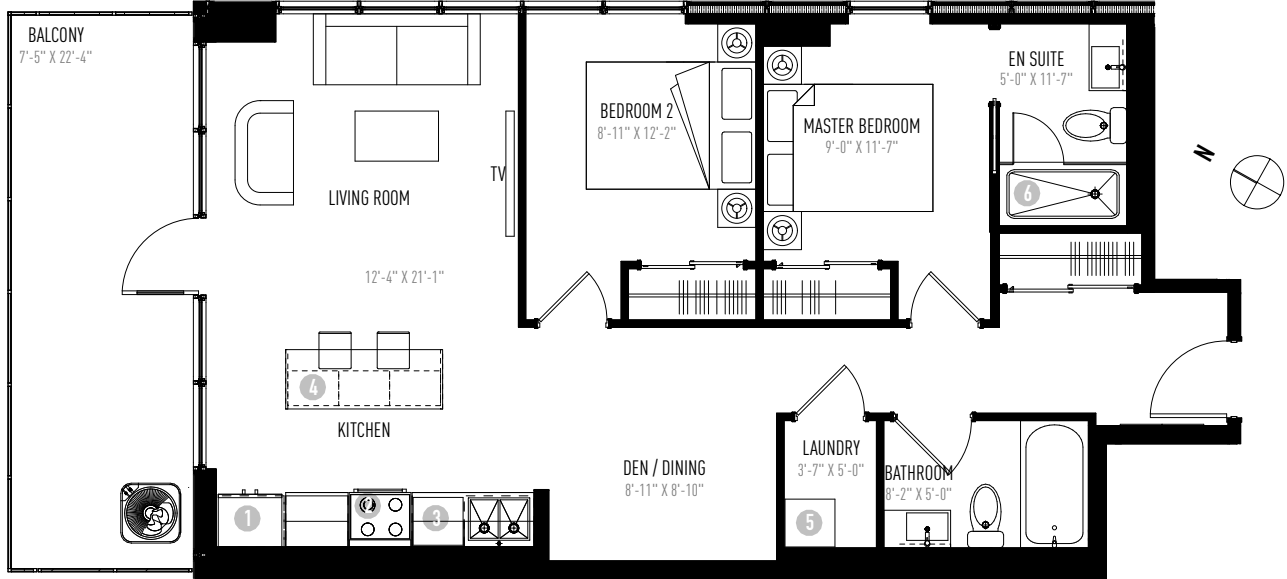 BALCONY
7'-5" X 22'-4"
BEDROOM 2
8'-11" X 12'-2"
MASTER BEDROOM
9'-0" X 11'-7"
EN SUITE
5'-0" X 11'-7"
N
TV
LIVING ROOM
6
12'-4" X 21'-1"
4
KITCHEN
DEN / DINING
8'-11" X 8'-10"
LAUNDRY
3'-7" X 5'-0"
BATHROOM
8'-2" X 5'-0"
1
3
5